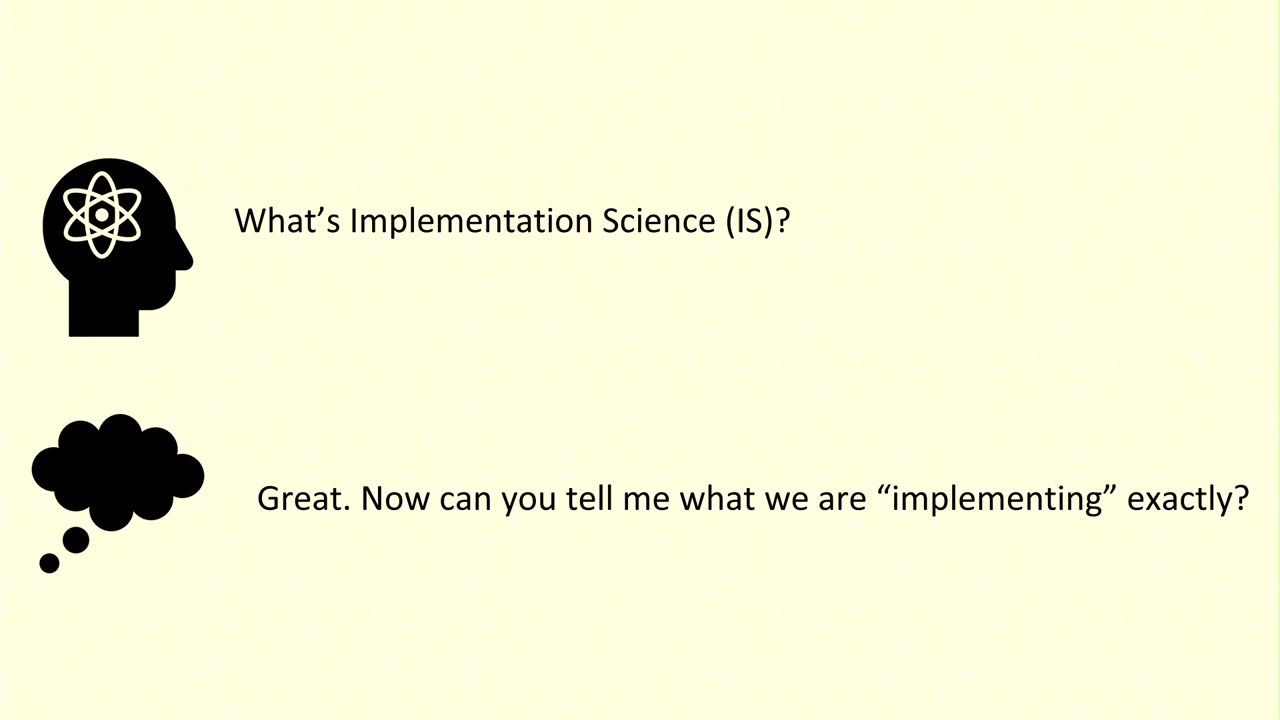 What’s Implementation Science (IS)?
Great. Now can you tell me what we are “implementing” exactly?